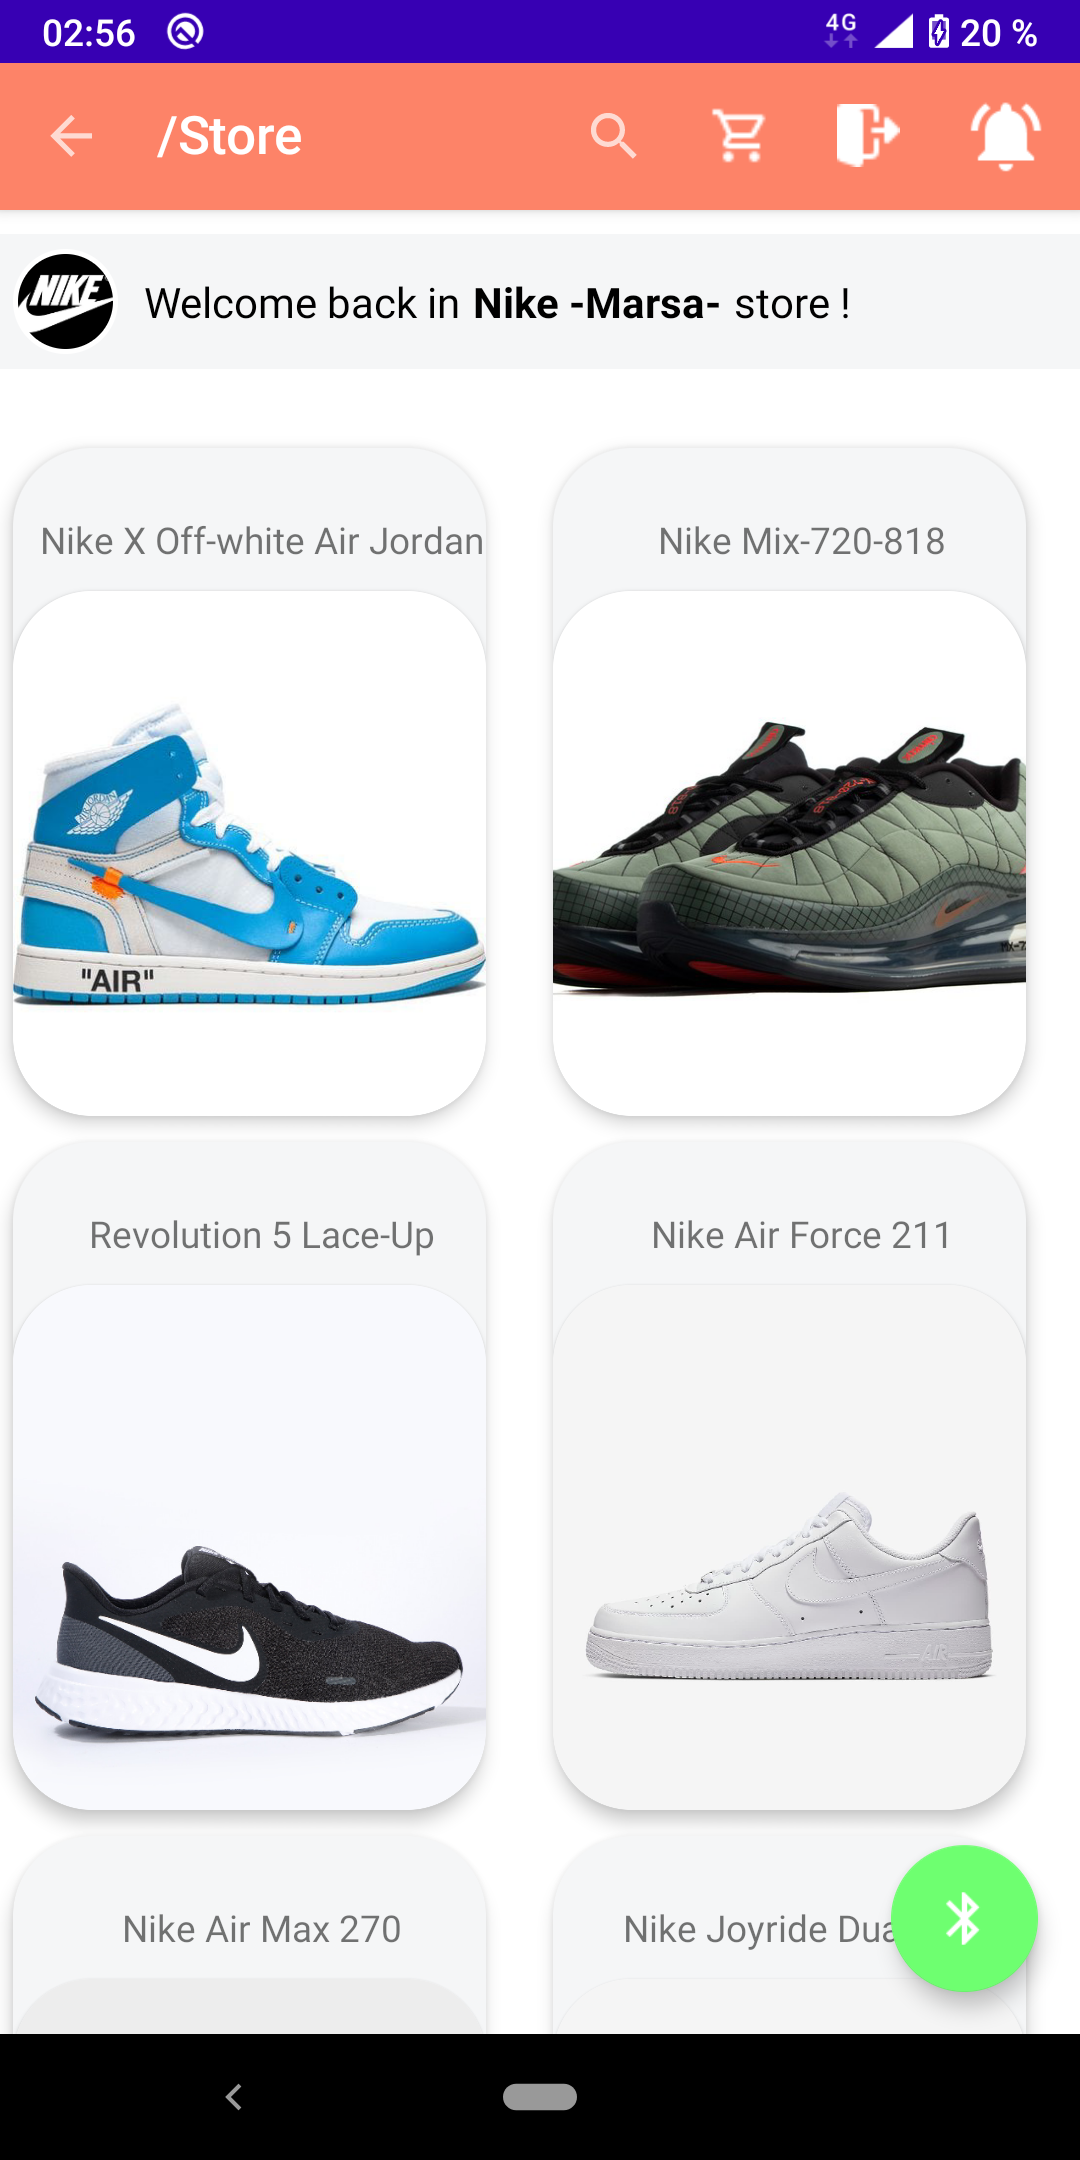 02:56
4G
20 %
/Store
NIKE
Welcome back in Nike -Marsa- store !
Nike X Off-white Air Jordan
Nike Mix-720-818
"AIR"
Revolution 5 Lace-Up
Nike Air Force 211
AIR
Nike Air Max 270
Nike Joyride Dua